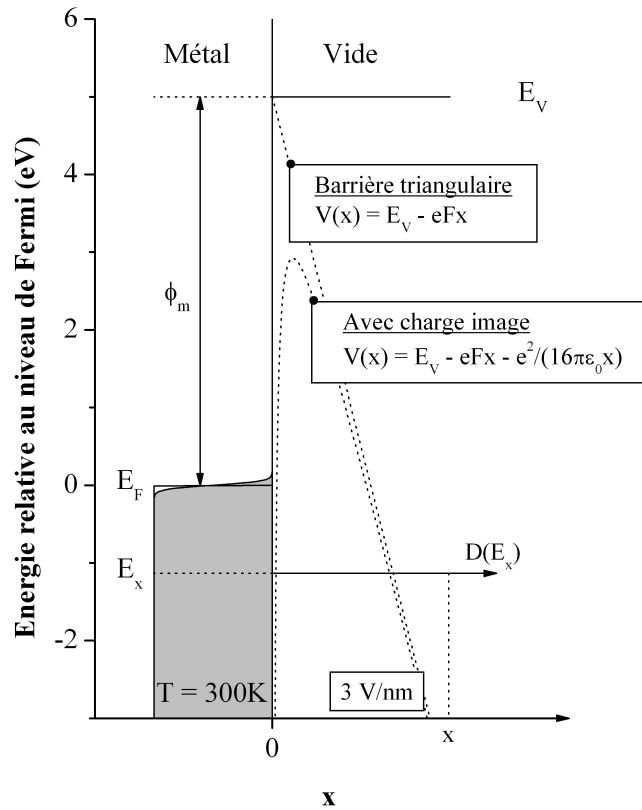 Métal
Vide
6
E_V
4
Barrière triangulaire
V(x) = E_V - eFx
ϕ_m
2
Avec charge image
V(x) = E_V - eFx - e²/(16πε₀x)
E_F
0
D(E_x)
E_x
-2
T = 300K
3 V/nm
x
0
x
Energie relative au niveau de Fermi (eV)